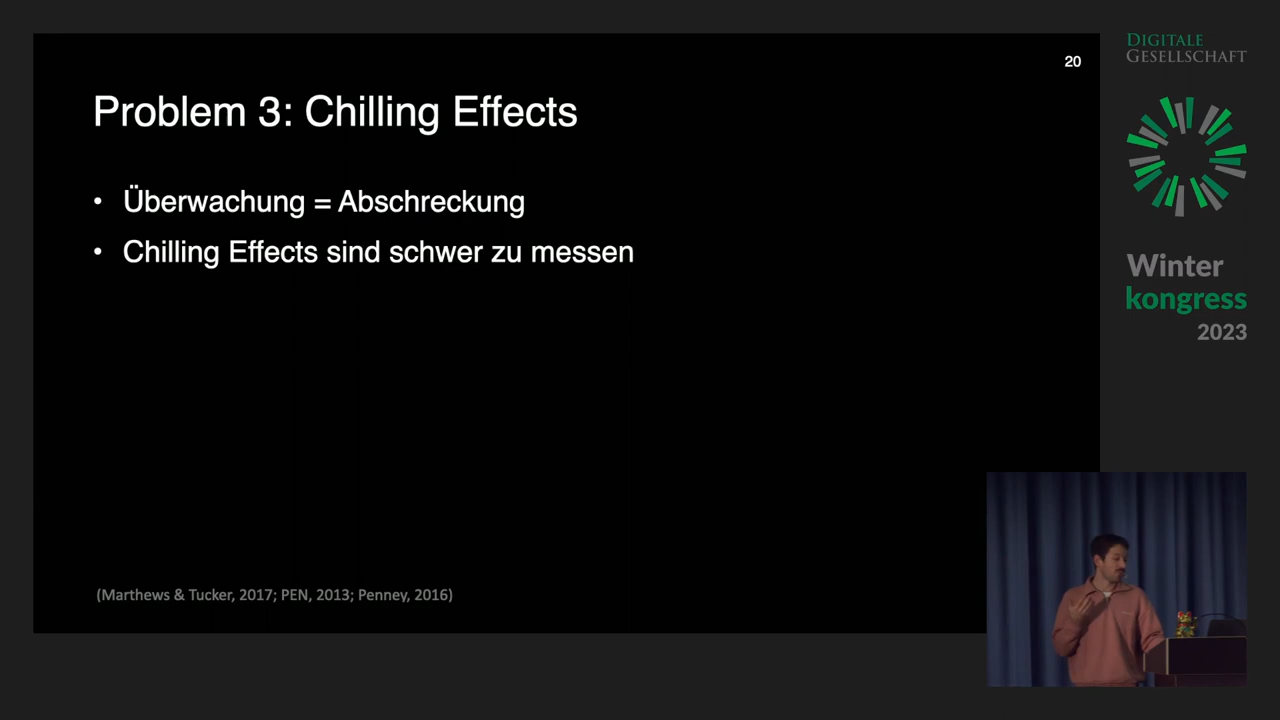 20
Problem 3: Chilling Effects
• Überwachung = Abschreckung
• Chilling Effects sind schwer zu messen
(Marthews & Tucker, 2017; PEN, 2013; Penney, 2016)
DIGITALE
GESELLSCHAFT
Winter
kongress
2023